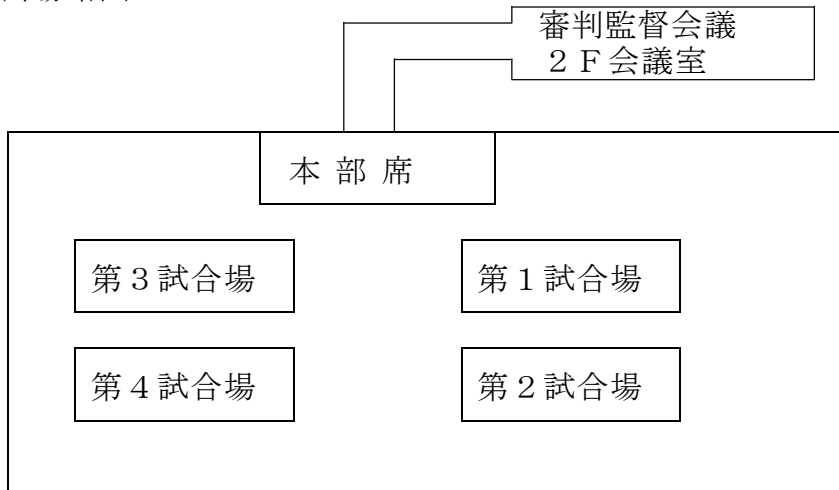 審判監督会議
２Ｆ会議室
本 部 席
第３試合場
第１試合場
第４試合場
第２試合場